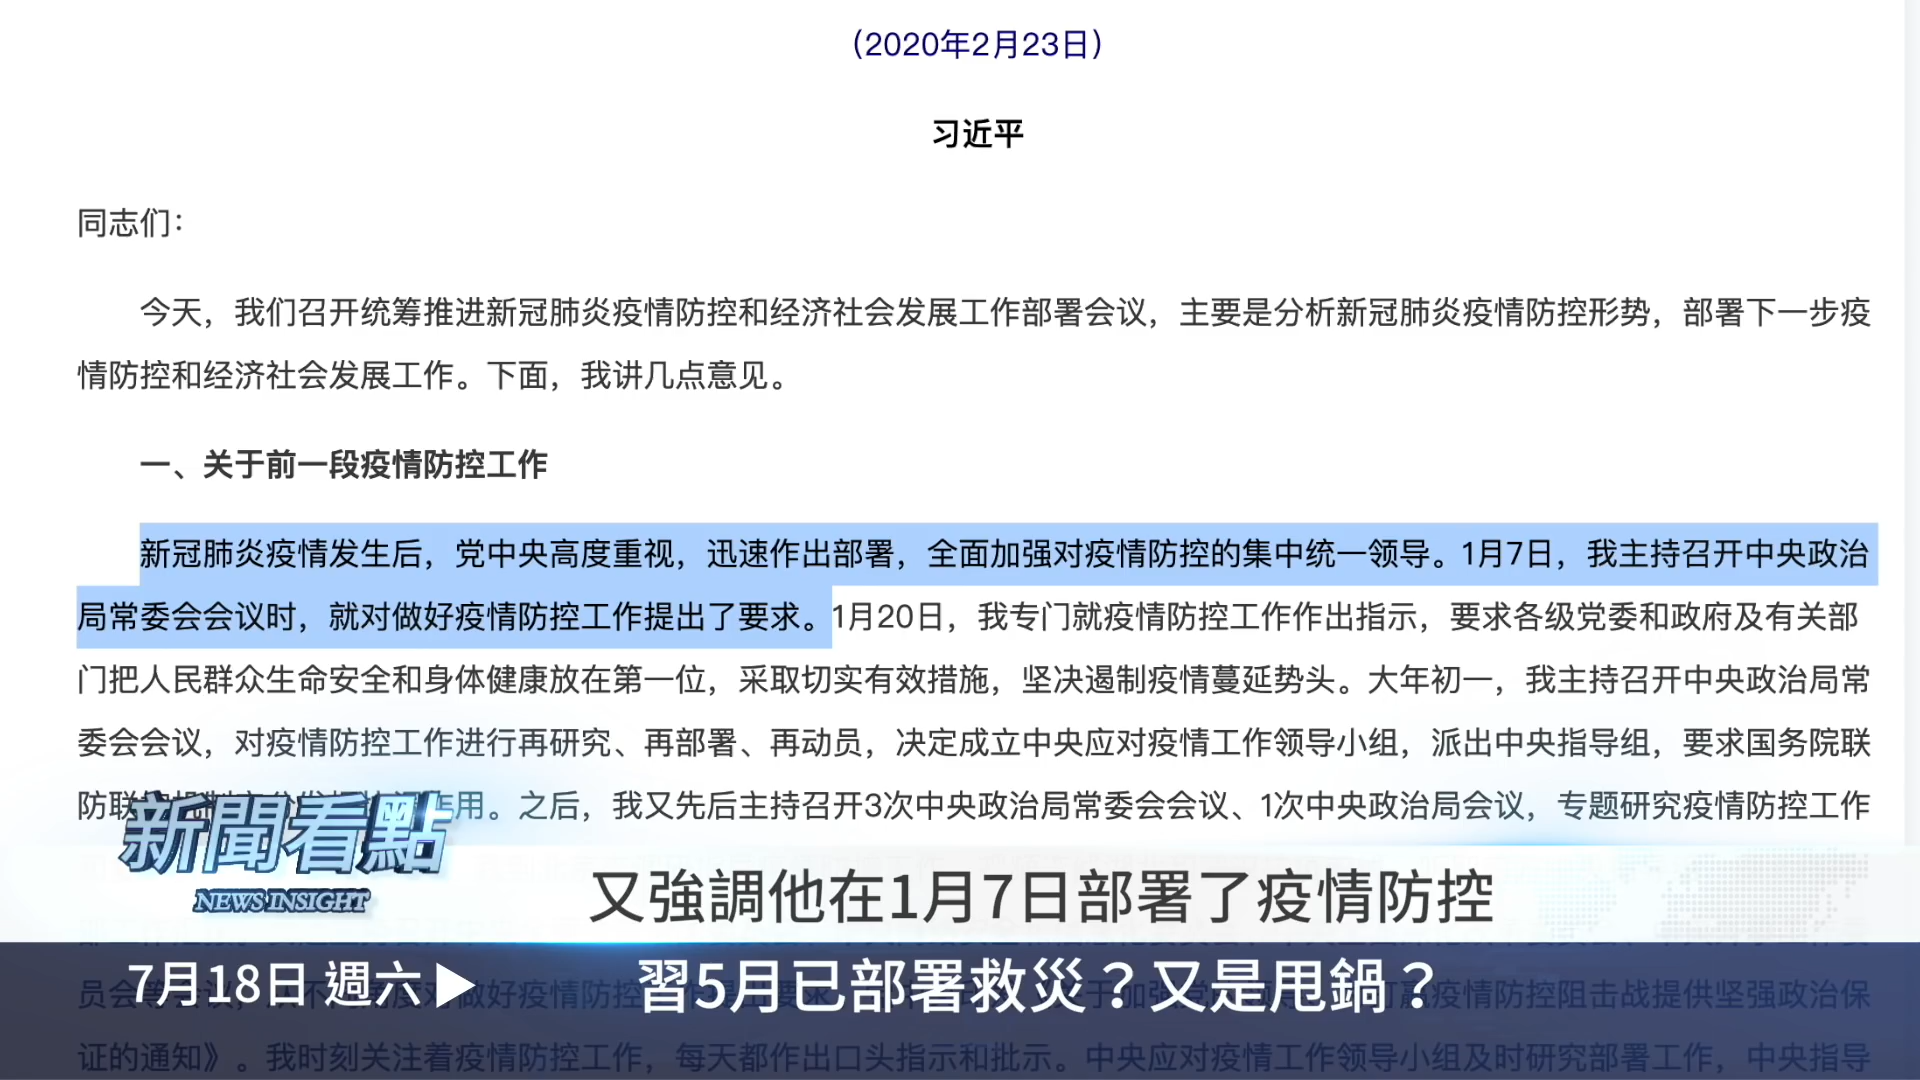 （2020年2月23日）
习近平
同志们：
今天，我们召开统筹推进新冠肺炎疫情防控和经济社会发展工作部署会议，主要是分析新冠肺炎疫情防控形势，部署下一步疫
情防控和经济社会发展工作。下面，我讲几点意见。
一、关于前一段疫情防控工作
新冠肺炎疫情发生后，党中央高度重视，迅速作出部署，全面加强对疫情防控的集中统一领导。1月7日，我主持召开中央政治
局常委会会议时，就对做好疫情防控工作提出了要求。1月20日，我专门就疫情防控工作作出指示，要求各级党委和政府及有关部
门把人民群众生命安全和身体健康放在第一位，采取切实有效措施，坚决遏制疫情蔓延势头。大年初一，我主持召开中央政治局常
委会会议，对疫情防控工作进行再研究、再部署、再动员，决定成立中央应对疫情工作领导小组，派出中央指导组，要求国务院联
防联 作用。之后，我又先后主持召开3次中央政治局常委会会议、1次中央政治局会议，专题研究疫情防控工作
新聞看點
NEWS INSIGHT
又強調他在1月7日部署了疫情防控
7月18日 週六▶
習5月已部署救災？又是甩鍋？
员会 做好疫情防控 疫情防控阻击战提供坚强政治保
证的通知》。我时刻关注着疫情防控工作，每天都作出口头指示和批示。中央应对疫情工作领导小组及时研究部署工作，中央指导